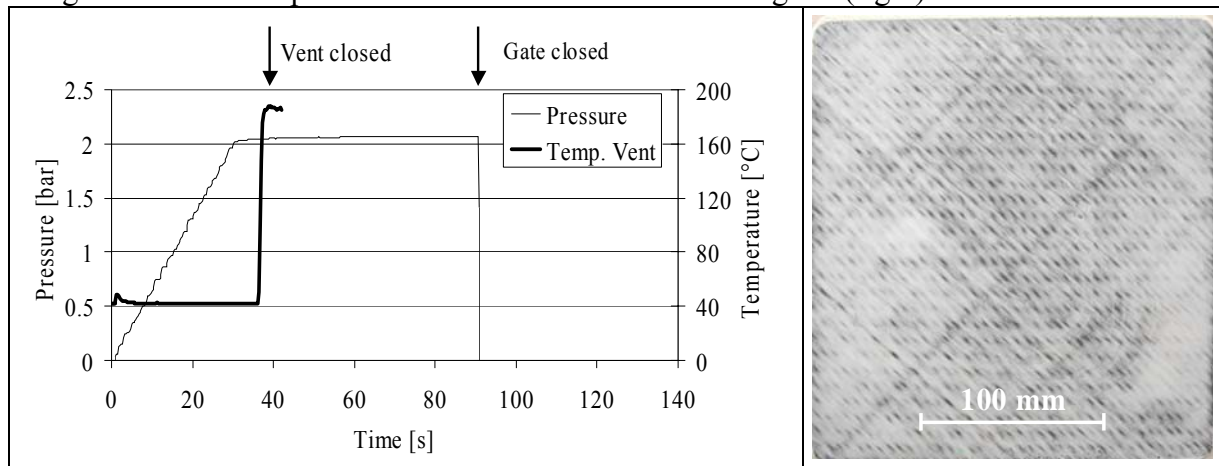 Vent closed
Gate closed
2.5
2
1.5
1
0.5
0
Pressure [bar]
Pressure
Temp. Vent
200
160
120
80
40
0
Temperature [°C]
0 20 40 60 80 100 120 140
Time [s]
100 mm